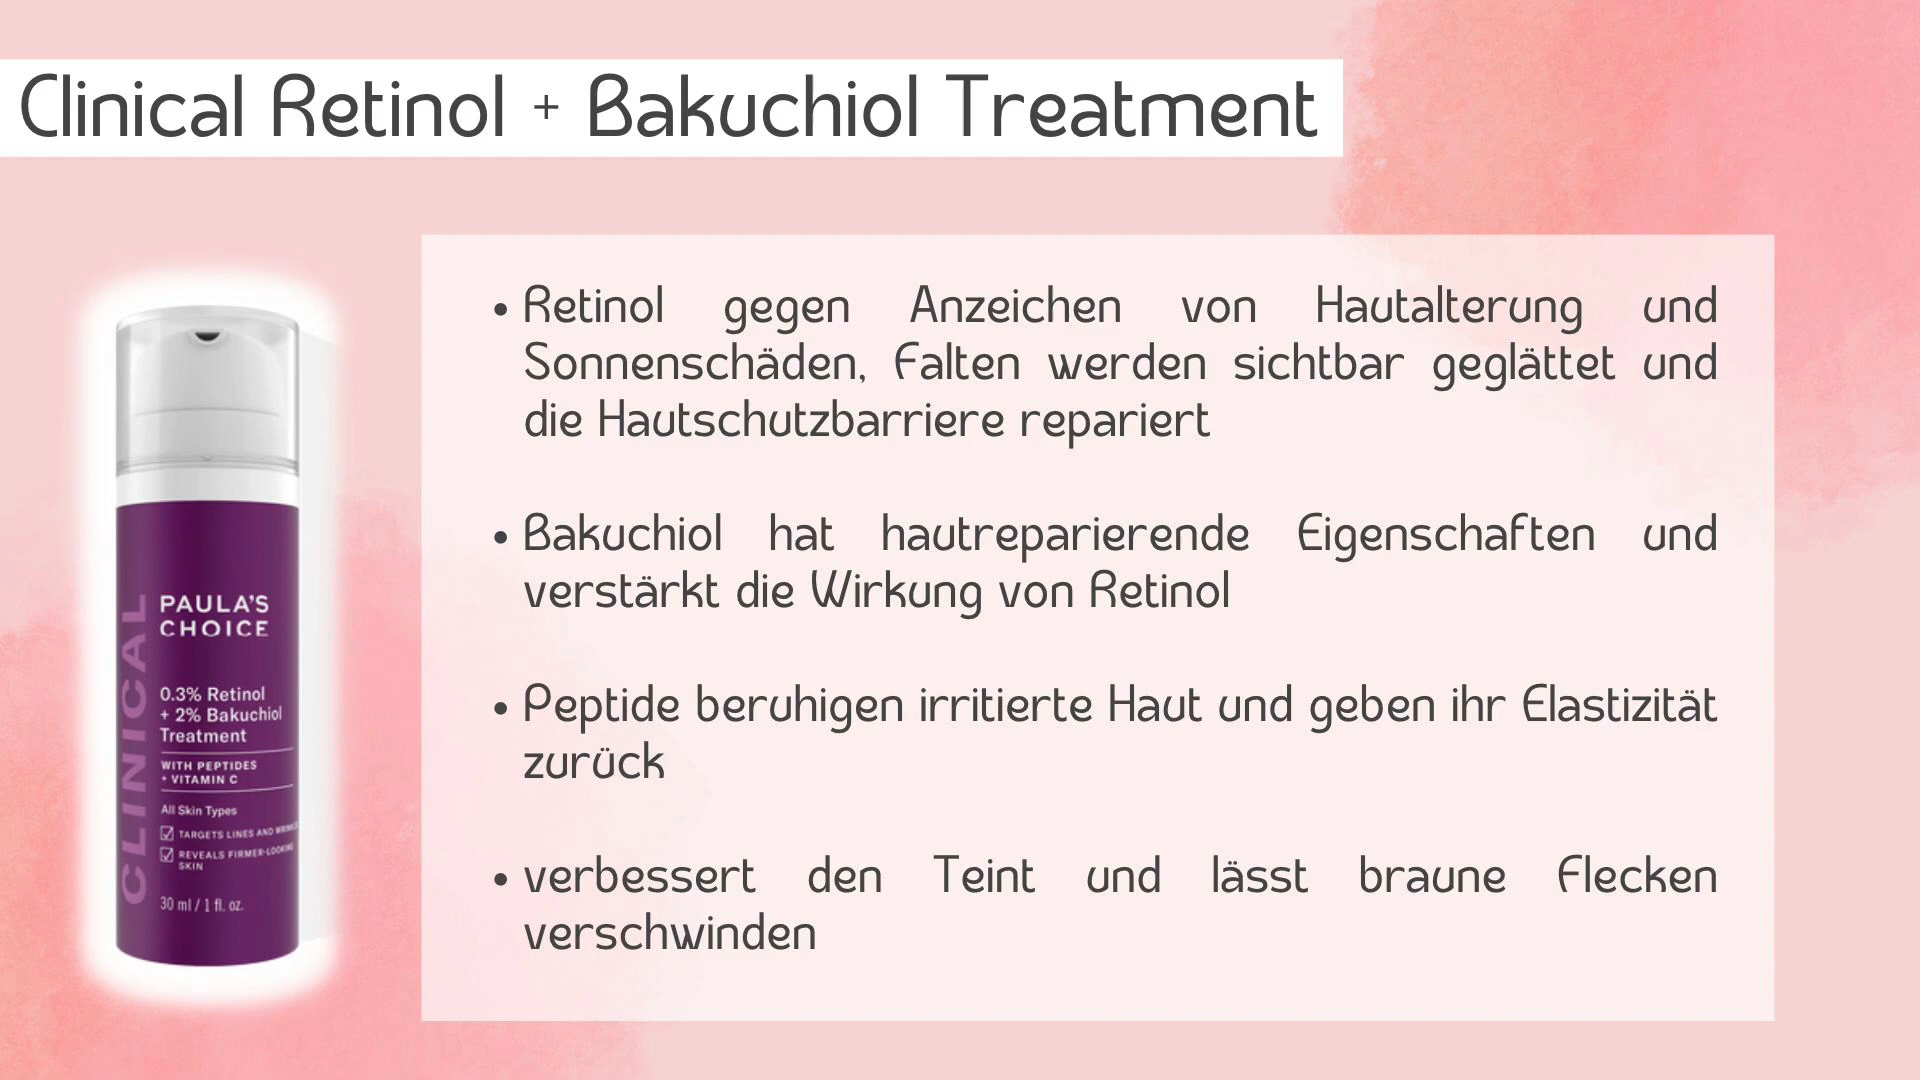 Clinical Retinol + Bakuchiol Treatment
• Retinol gegen Anzeichen von Hautalterung und
Sonnenschäden, Falten werden sichtbar geglättet und
die Hautschutzbarriere repariert
• Bakuchiol hat hautreparierende Eigenschaften und
verstärkt die Wirkung von Retinol
• Peptide beruhigen irritierte Haut und geben ihr Elastizität
zurück
• verbessert den Teint und lässt braune Flecken
verschwinden
CLINICAL
PAULA'S
CHOICE
0.3% Retinol
+ 2% Bakuchiol
Treatment
WITH PEPTIDES
+ VITAMIN C
All Skin Types
TARGETS LINES AND
REVEALS FIRMER-LOOKING
SKIN
30 ml / 1 fl. oz.